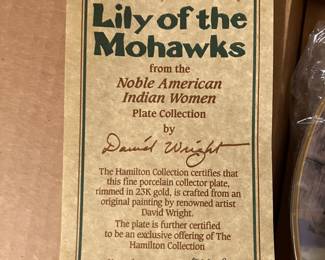 Lily of the
Mohawks
from the
Noble American
Indian Women
Plate Collection
by
David Wright
The Hamilton Collection certifies that
this fine porcelain collector plate,
rimmed in 23K gold, is crafted from an
original painting by renowned artist
David Wright.
The plate is further certified
to be an exclusive offering of The
Hamilton Collection